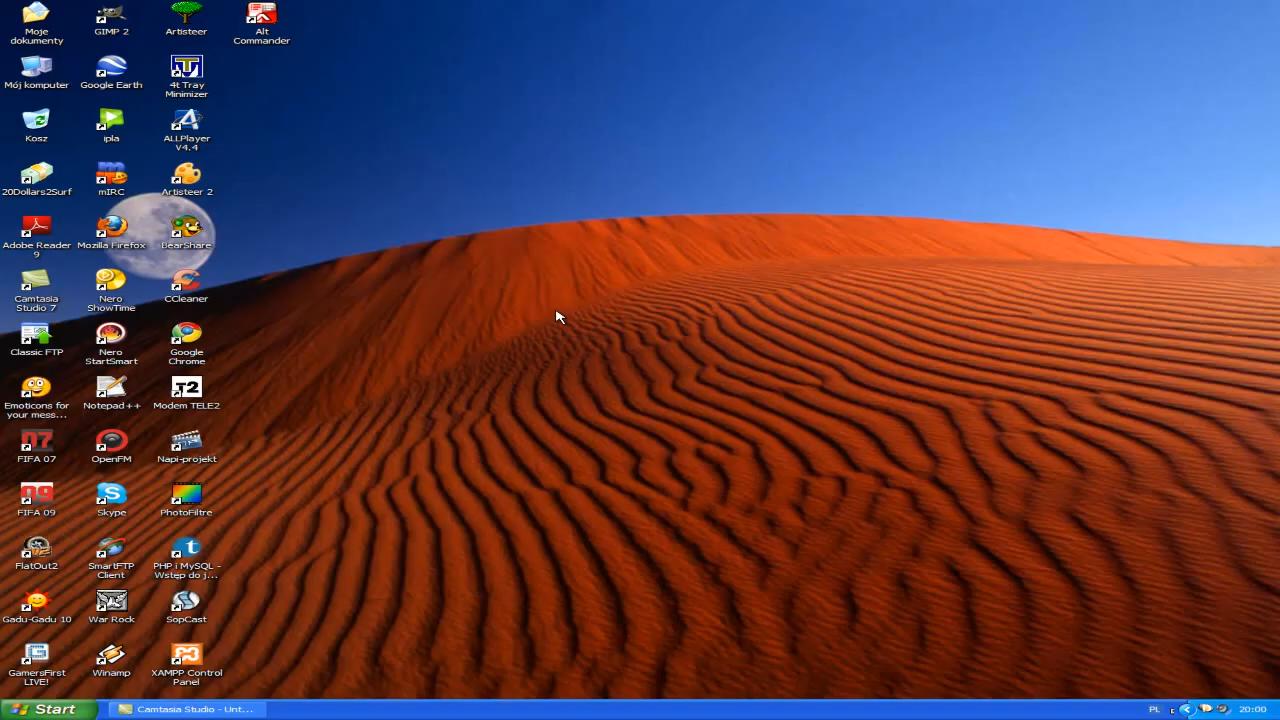 Moje
dokumenty
GIMP 2
Artisteer
Alt
Commander
Mój komputer
Google Earth
4t Tray
Minimizer
Kosz
ipla
ALLPlayer
V4.4
20Dollars2Surf
mIRC
Artisteer 2
Adobe Reader
9
Mozilla Firefox
BearShare
Camtasia
Studio 7
Nero
ShowTime
CCleaner
Classic FTP
Nero
StartSmart
Google
Chrome
Emoticons for
your mess...
Notepad++
T2
Modem TELE2
07
FIFA 07
OpenFM
Napi-projekt
09
FIFA 09
Skype
PhotoFiltre
FlatOut2
SmartFTP
Client
PHP i MySQL -
Wstęp do j...
Gadu-Gadu 10
War Rock
SopCast
GamersFirst
LIVE!
Winamp
XAMPP Control
Panel
Start
Camtasia Studio - Unt...
PL
20:00